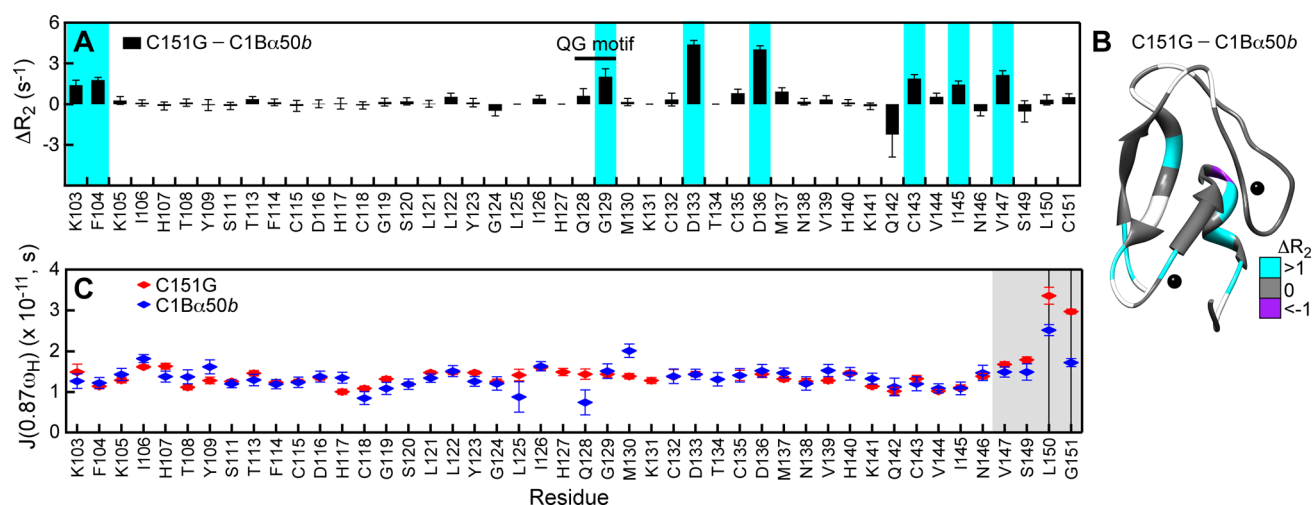 A
C151G – C1Bα50b
QG motif
ΔR2 (s-1)
6
3
0
-3
K103 F104 K105 I106 H107 T108 Y109 S111 T113 F114 C115 D116 H117 C118 G119 S120 L121 L122 Y123 G124 L125 I126 H127 Q128 G129 M130 K131 C132 D133 T134 C135 D136 M137 N138 V139 H140 K141 Q142 C143 V144 I145 N146 V147 S149 L150 C151
B
C151G – C1Bα50b
ΔR2
>1
0
<-1
C
C151G
C1Bα50b
J(0.87ωH) (x 10-11, s)
4
3
2
1
0
K103 F104 K105 I106 H107 T108 Y109 S111 T113 F114 C115 D116 H117 C118 G119 S120 L121 L122 Y123 G124 L125 I126 H127 Q128 G129 M130 K131 C132 D133 T134 C135 D136 M137 N138 V139 H140 K141 Q142 C143 V144 I145 N146 V147 S149 L150 G151
Residue